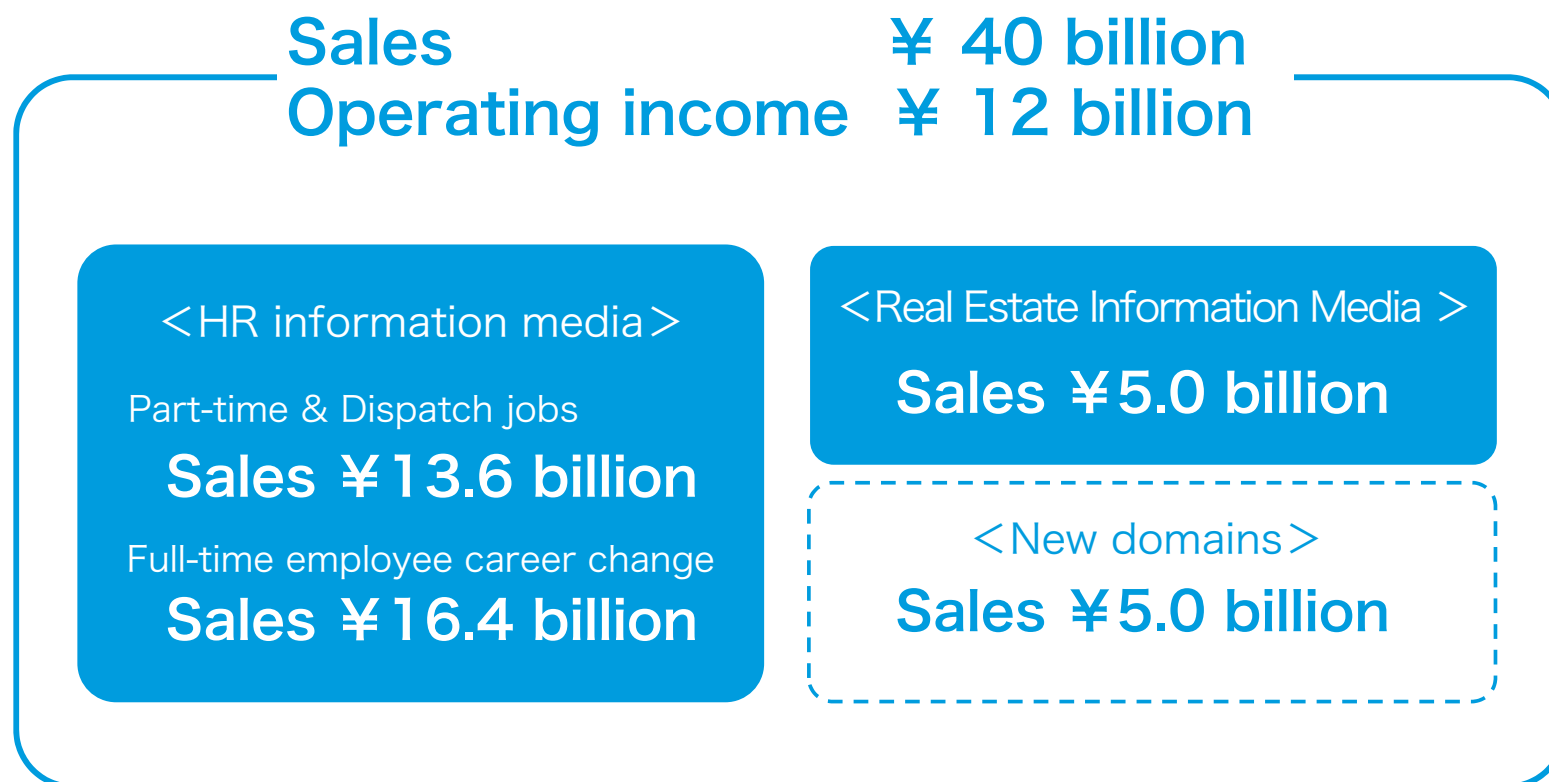 Sales ¥ 40 billion
Operating income ¥ 12 billion
＜HR information media＞
Part-time & Dispatch jobs
Sales ¥13.6 billion
Full-time employee career change
Sales ¥16.4 billion
＜Real Estate Information Media ＞
Sales ¥5.0 billion
＜New domains＞
Sales ¥5.0 billion